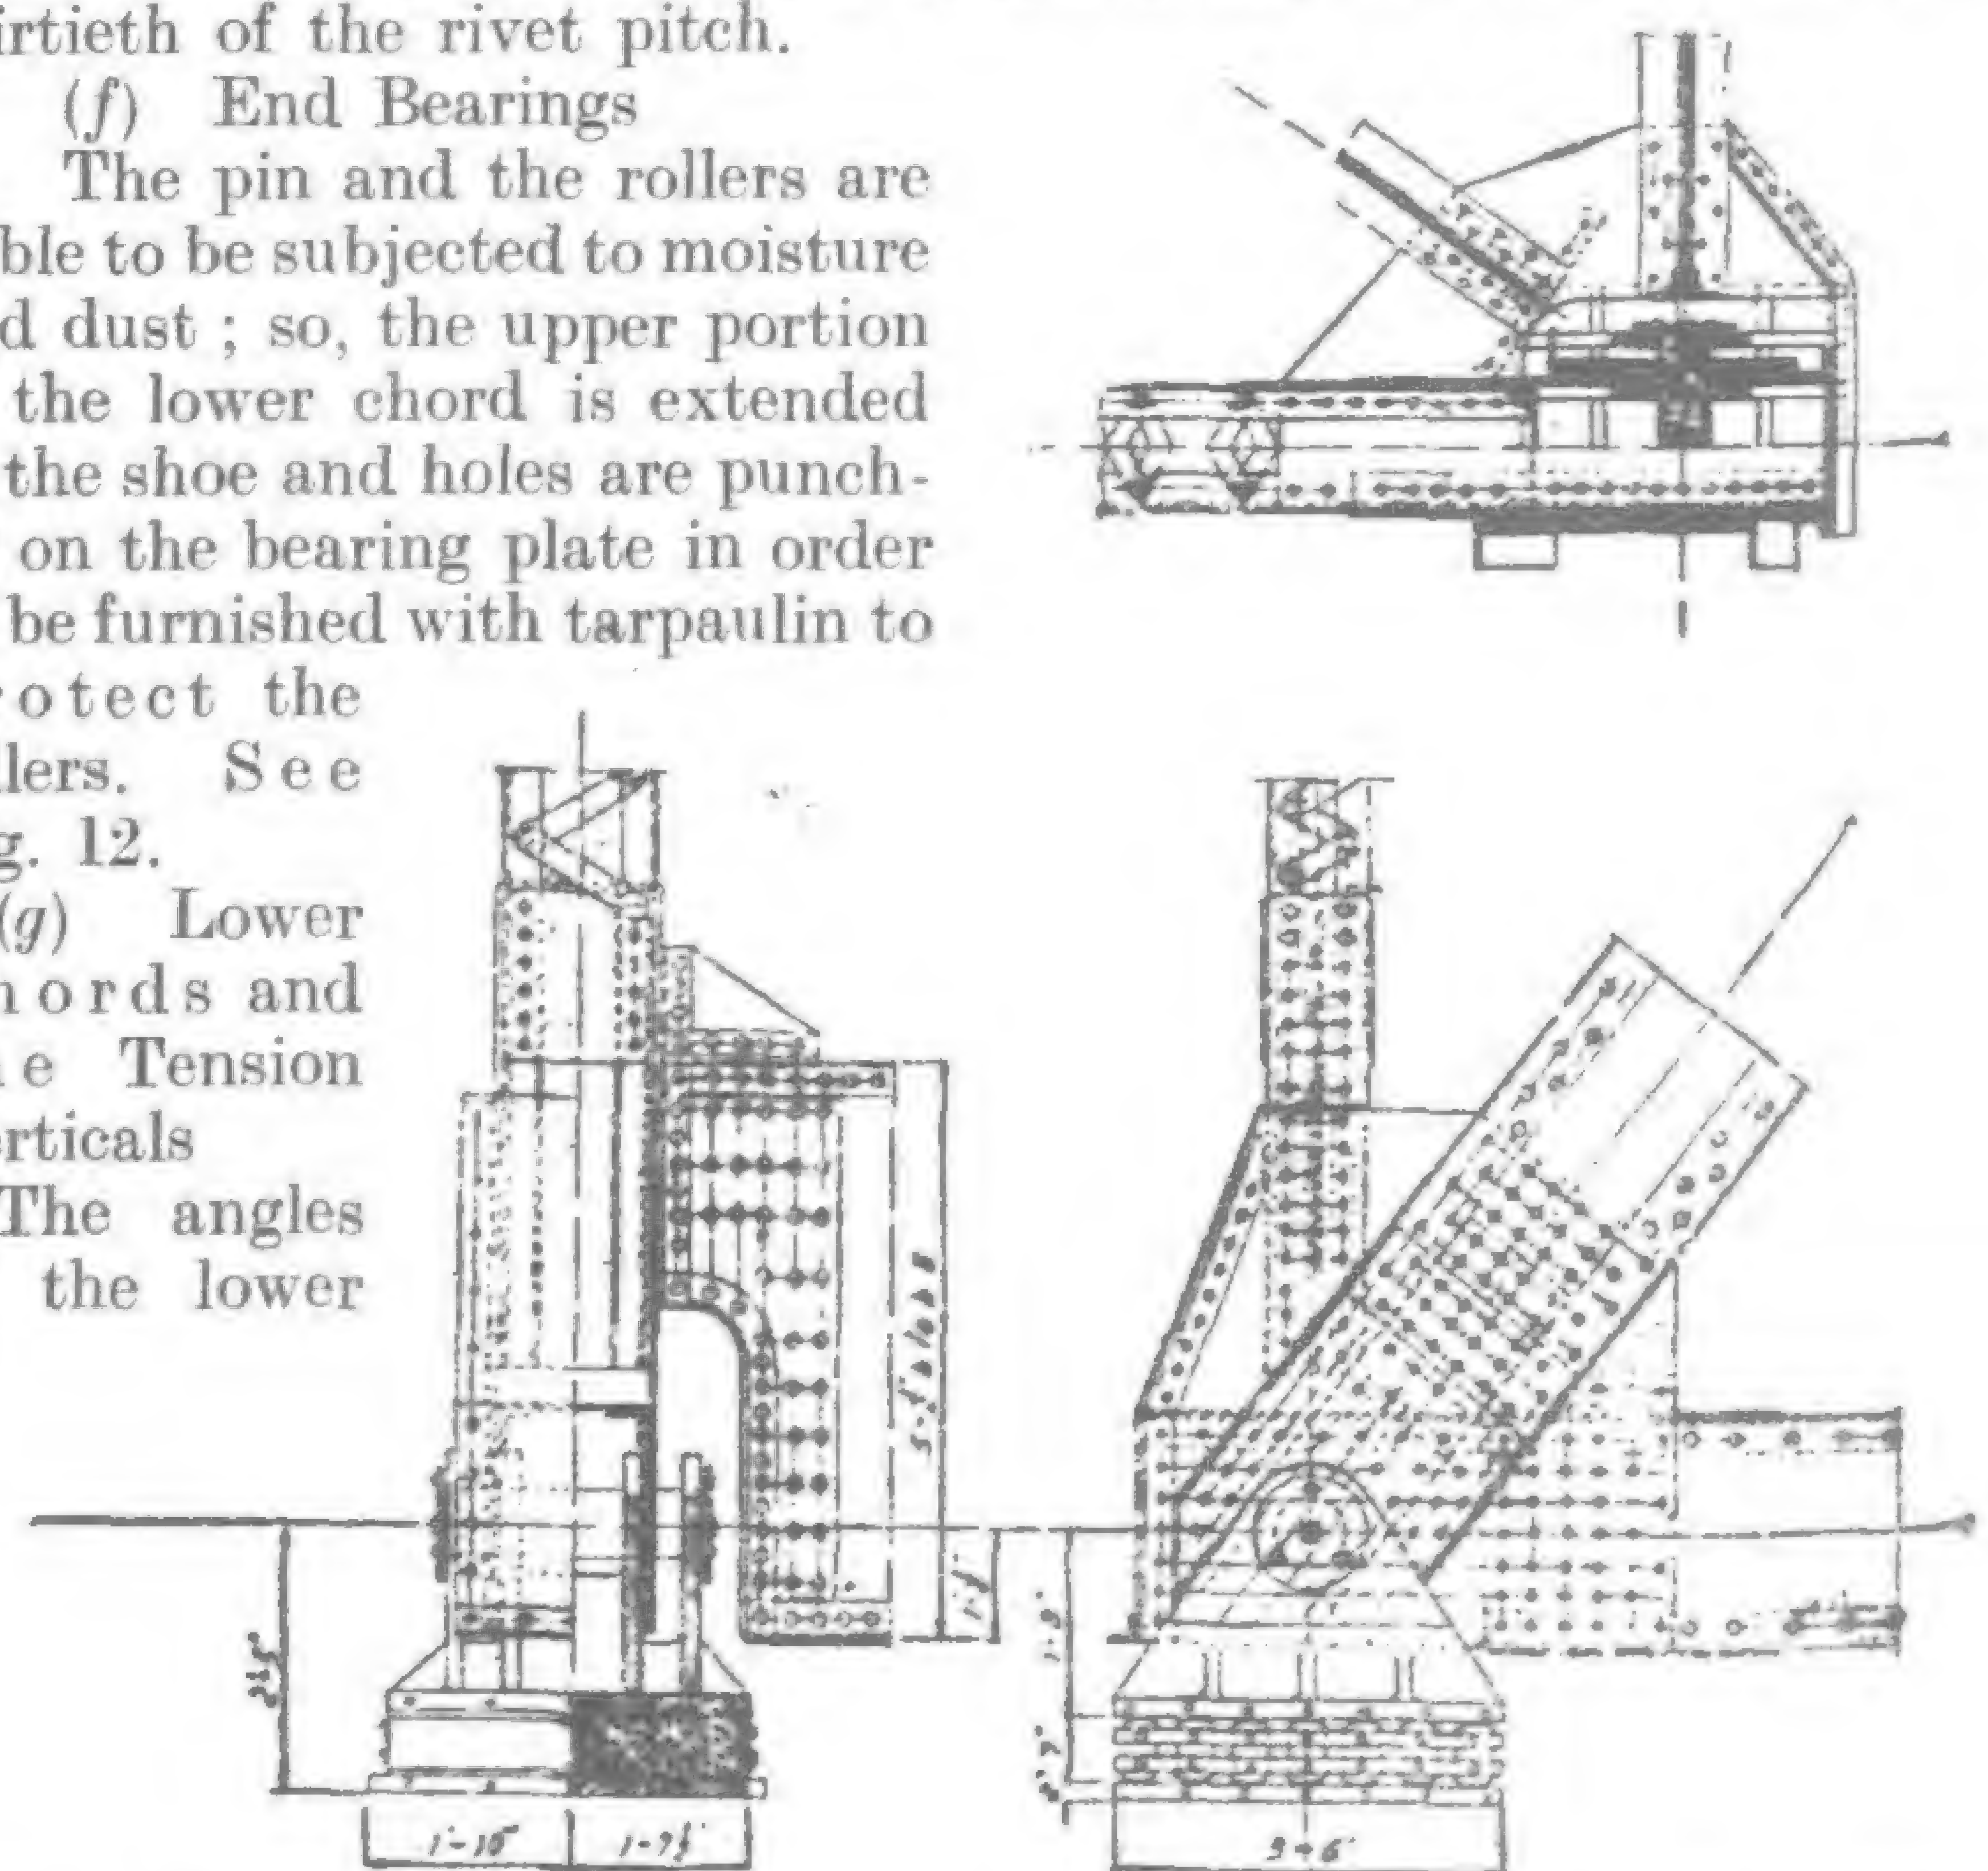 irtieth of the rivet pitch.
(f) End Bearings
The pin and the rollers are
ble to be subjected to moisture
d dust ; so, the upper portion
the lower chord is extended
the shoe and holes are punch-
on the bearing plate in order
be furnished with tarpaulin to
rotect the
llers. See
g. 12.
(g) Lower
hords and
e Tension
erticals
The angles
the lower
1'-10"
3-6